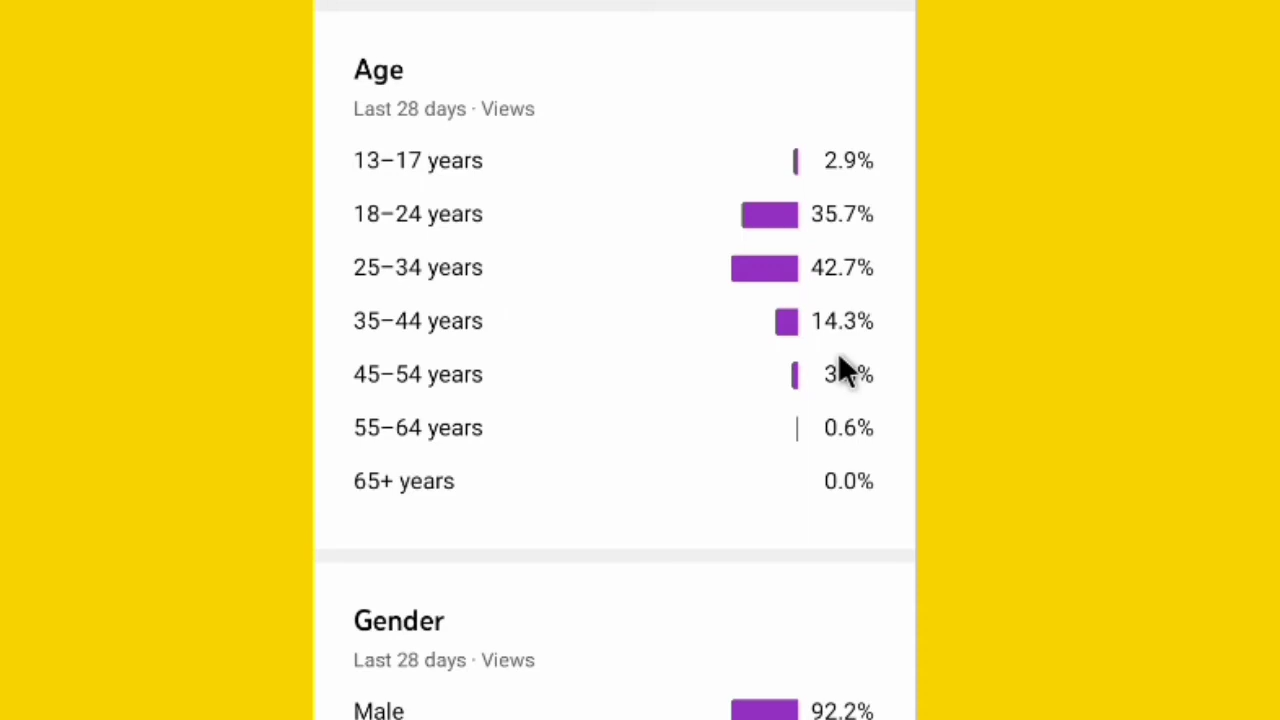 Age
Last 28 days · Views
13–17 years 2.9%
18–24 years 35.7%
25–34 years 42.7%
35–44 years 14.3%
45–54 years
55–64 years 0.6%
65+ years 0.0%
Gender
Last 28 days · Views
Male 92.2%